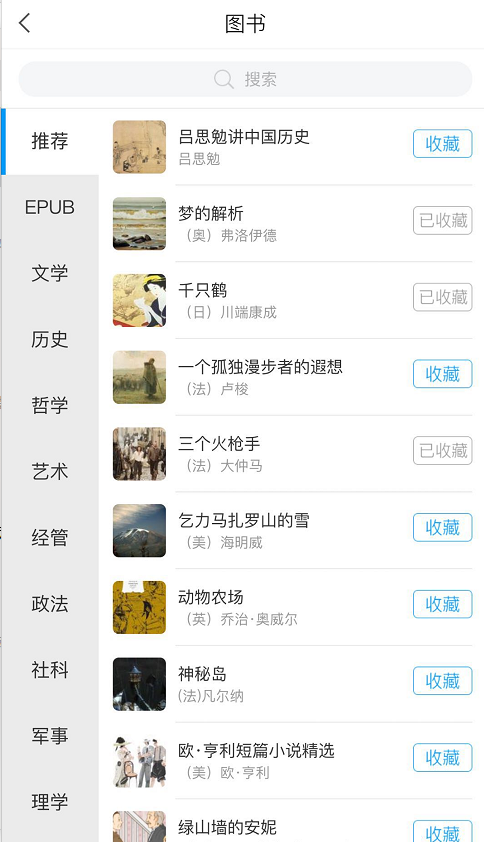 图书
搜索
推荐
EPUB
文学
历史
哲学
艺术
经管
政法
社科
军事
理学
吕思勉讲中国历史
吕思勉
收藏
梦的解析
（奥）弗洛伊德
已收藏
千只鹤
（日）川端康成
已收藏
一个孤独漫步者的遐想
（法）卢梭
收藏
三个火枪手
（法）大仲马
已收藏
乞力马扎罗山的雪
（美）海明威
收藏
动物农场
（英）乔治·奥威尔
收藏
神秘岛
(法)凡尔纳
收藏
欧·亨利短篇小说精选
（美）欧·亨利
收藏
绿山墙的安妮
收藏